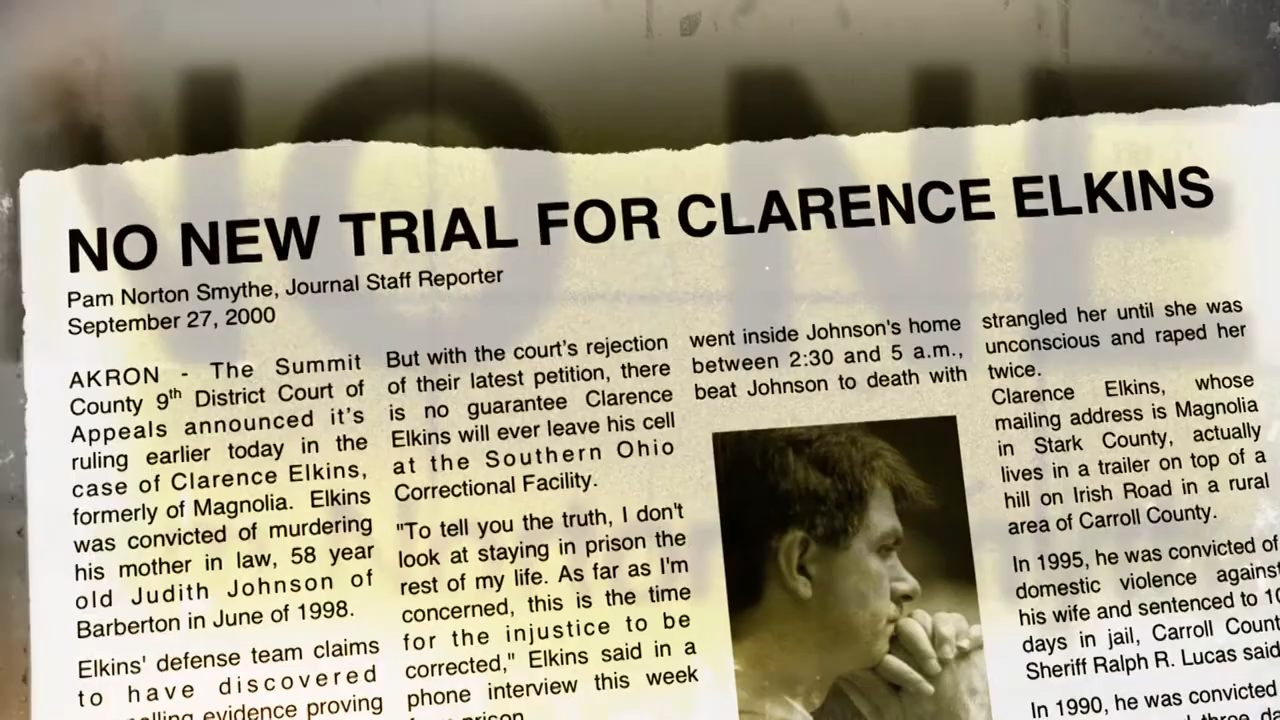 NO NE
NO NEW TRIAL FOR CLARENCE ELKINS
Pam Norton Smythe, Journal Staff Reporter
September 27, 2000
AKRON - The Summit
County 9th District Court of
Appeals announced it's
ruling earlier today in the
case of Clarence Elkins,
formerly of Magnolia. Elkins
was convicted of murdering
his mother in law, 58 year
old Judith Johnson of
Barberton in June of 1998.
Elkins' defense team claims
to have discovered
evidence proving
But with the court's rejection
of their latest petition, there
is no guarantee Clarence
Elkins will ever leave his cell
at the Southern Ohio
Correctional Facility.
"To tell you the truth, I don't
look at staying in prison the
rest of my life. As far as I'm
concerned, this is the time
for the injustice to be
corrected," Elkins said in a
phone interview this week
prison
went inside Johnson's home
between 2:30 and 5 a.m.,
beat Johnson to death with
strangled her until she was
unconscious and raped her
twice.
Clarence Elkins, whose
mailing address is Magnolia
in Stark County, actually
lives in a trailer on top of a
hill on Irish Road in a rural
area of Carroll County.
In 1995, he was convicted of
domestic violence against
his wife and sentenced to
days in jail, Carroll
Sheriff Ralph R. Lucas said
In 1990, he was convicted